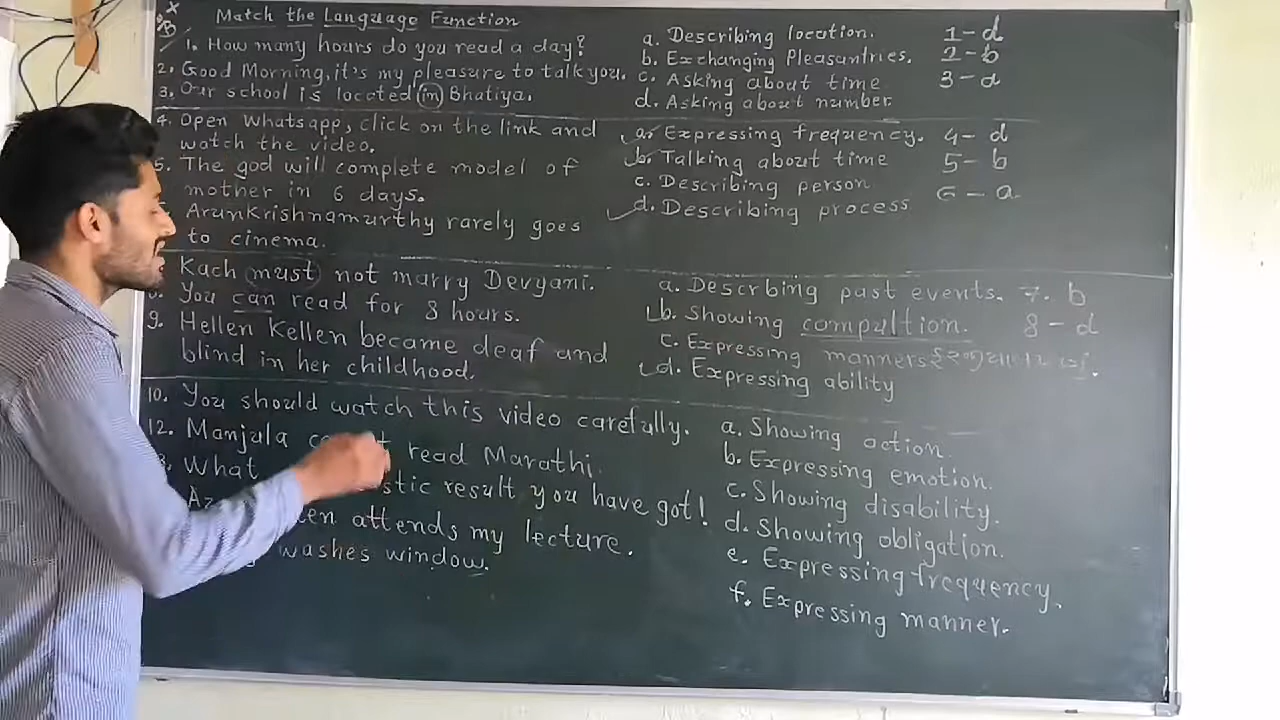 Match the Language Function
1. How many hours do you read a day?
2. Good Morning, it's my pleasure to talk you.
3. Our school is located in Bhatiya.
a. Describing location.
b. Exchanging Pleasantries.
c. Asking about time
d. Asking about number.
1-d
2-b
3-a
4. Open Whatsapp, click on the link and
watch the video.
5. The god will complete model of
mother in 6 days.
Arunkrishnamurthy rarely goes
to cinema.
a. Expressing frequency.
b. Talking about time
c. Describing person
d. Describing process
4- d
5- b
6 - a.
Kach must not marry Devyani.
8. You can read for 8 hours.
9. Hellen Kellen became deaf and
blind in her childhood.
a. Descrbing past events.
b. Showing compultion.
c. Expressing manners
d. Expressing ability
7. b
8 - d
10. You should watch this video carefully.
12. Manjula read Marathi.
What result you have got!
attends my lecture.
washes window.
a. Showing action.
b. Expressing emotion.
c. Showing disability.
d. Showing obligation.
e. Expressing frequency.
f. Expressing manner.